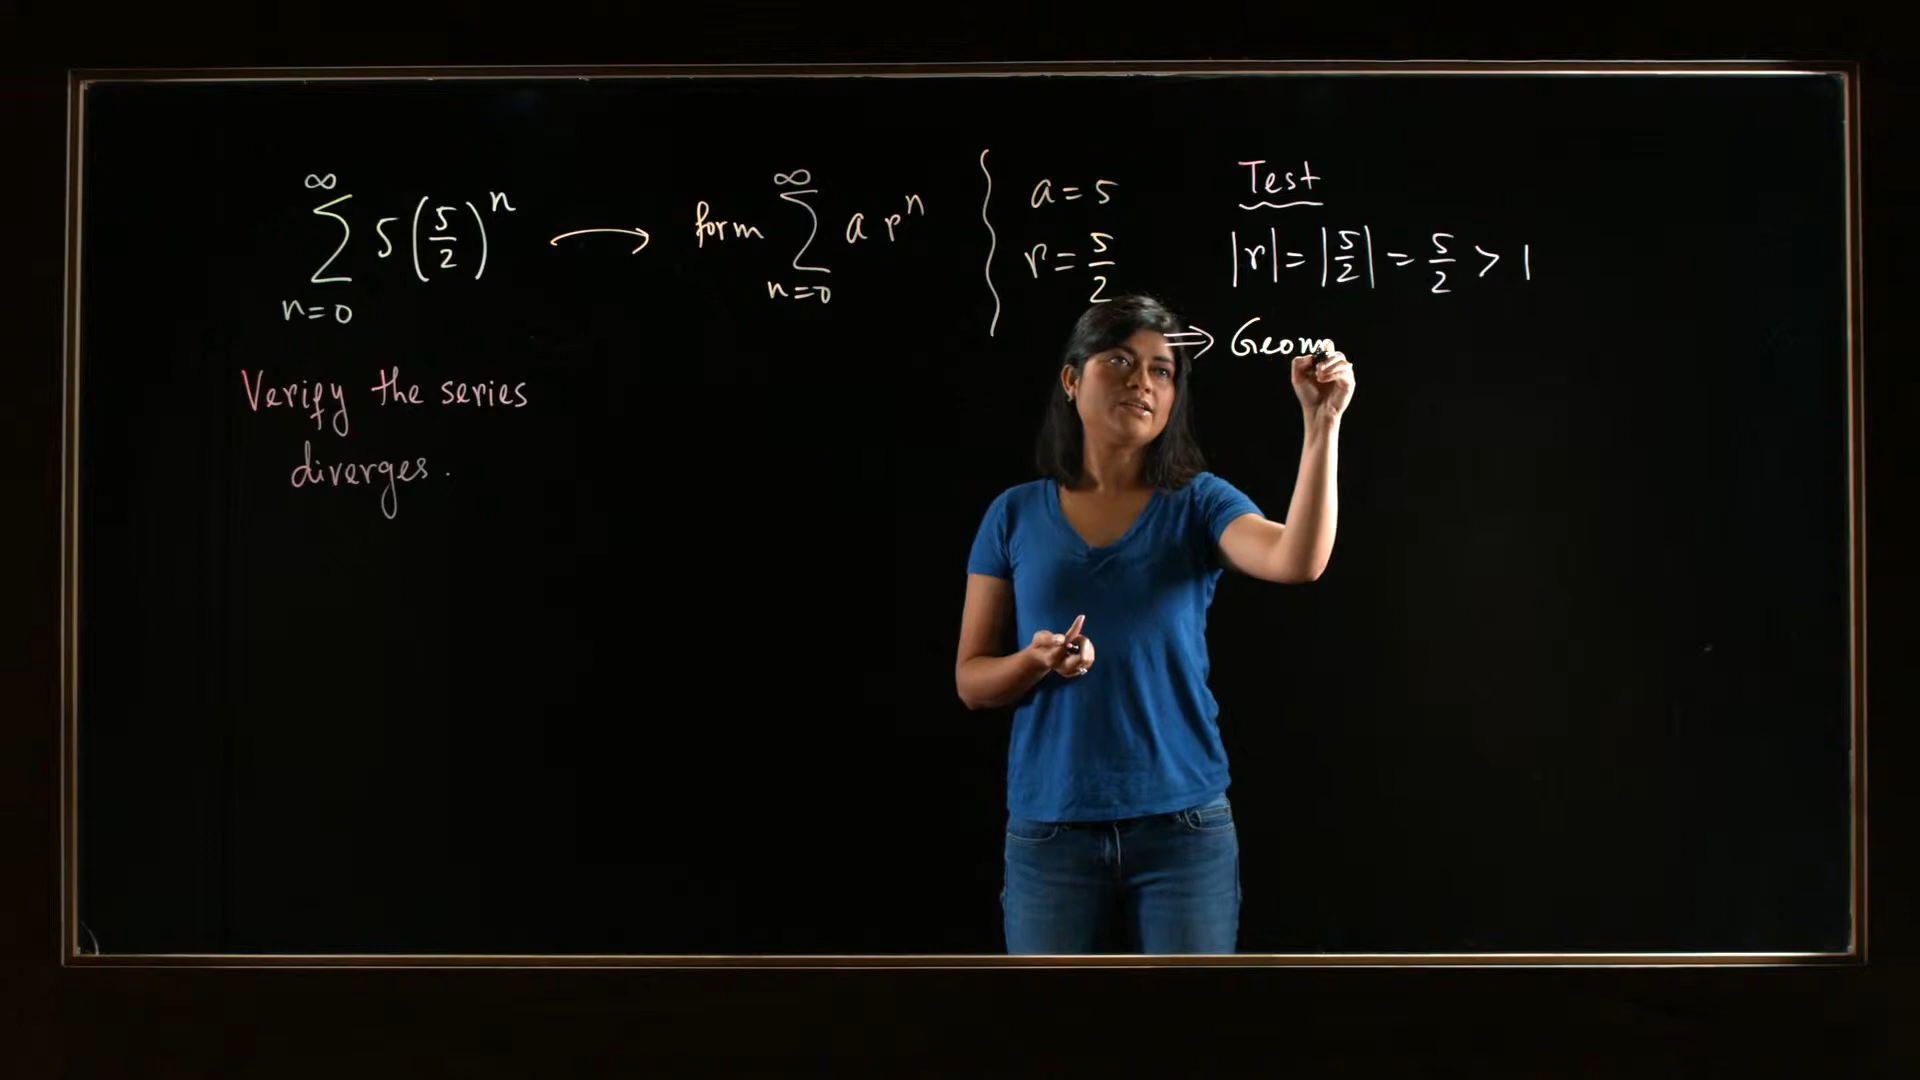 ∞
∑ 5(5/2)^n → form ∑ a r^n
n=0
∞
n=0
Verify the series
diverges.
a = 5
r = 5/2
Test
|r| = |5/2| = 5/2 > 1
⇒ Geom